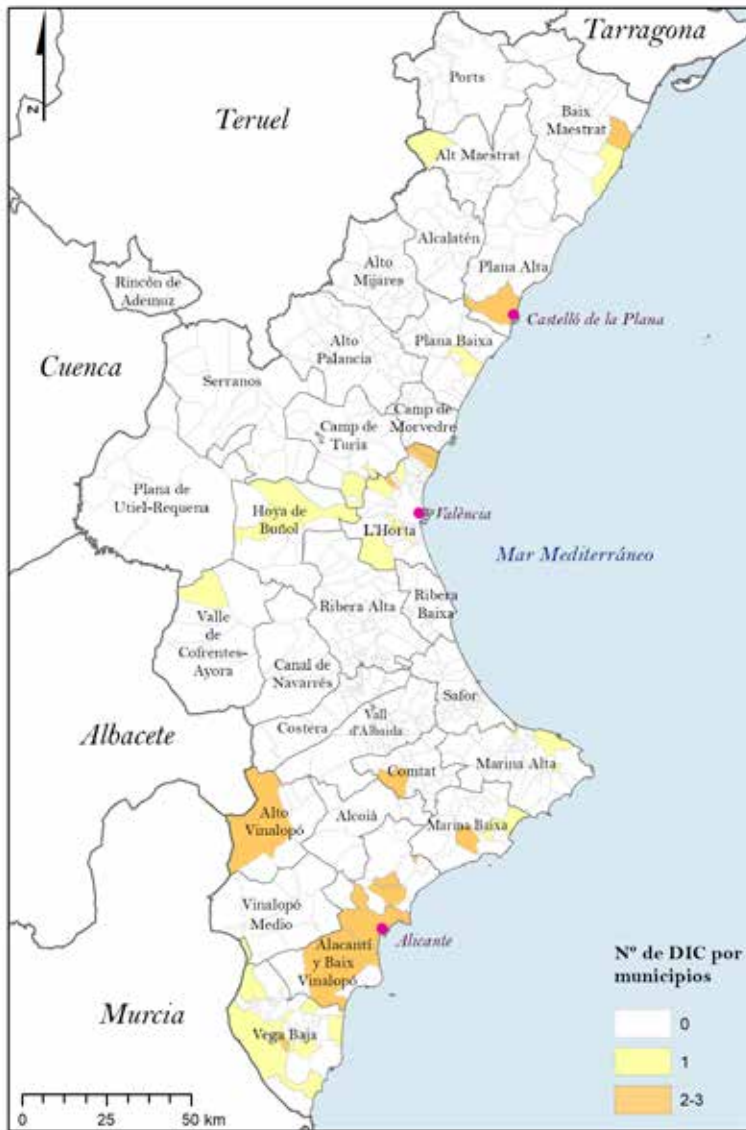 Tarragona
Ports
Baix
Maestrat
Teruel
Alt Maestrat
N
Alcalatén
Alto
Mijares
Plana Alta
Rincón de
Ademuz
Castelló de la Plana
Plana Baixa
Alto
Palancia
Cuenca
Serranos
Camp de
Morvedre
Camp de
Turia
Plana de
Utiel-Requena
Hoya de
Buñol
València
L'Horta
Mar Mediterráneo
Ribera Alta
Ribera
Baixa
Valle
de
Cofrentes-
Ayora
Canal de
Navarrés
Safor
Costera
Vall
d'Albaida
Albacete
Marina Alta
Comtat
Alto
Vinalopó
Alcoià
Marina Baixa
Vinalopó
Medio
Alicante
Alacantí
y Baix
Vinalopó
Murcia
Vega Baja
Nº de DIC por
municipios
0
1
2-3
0 25 50 km